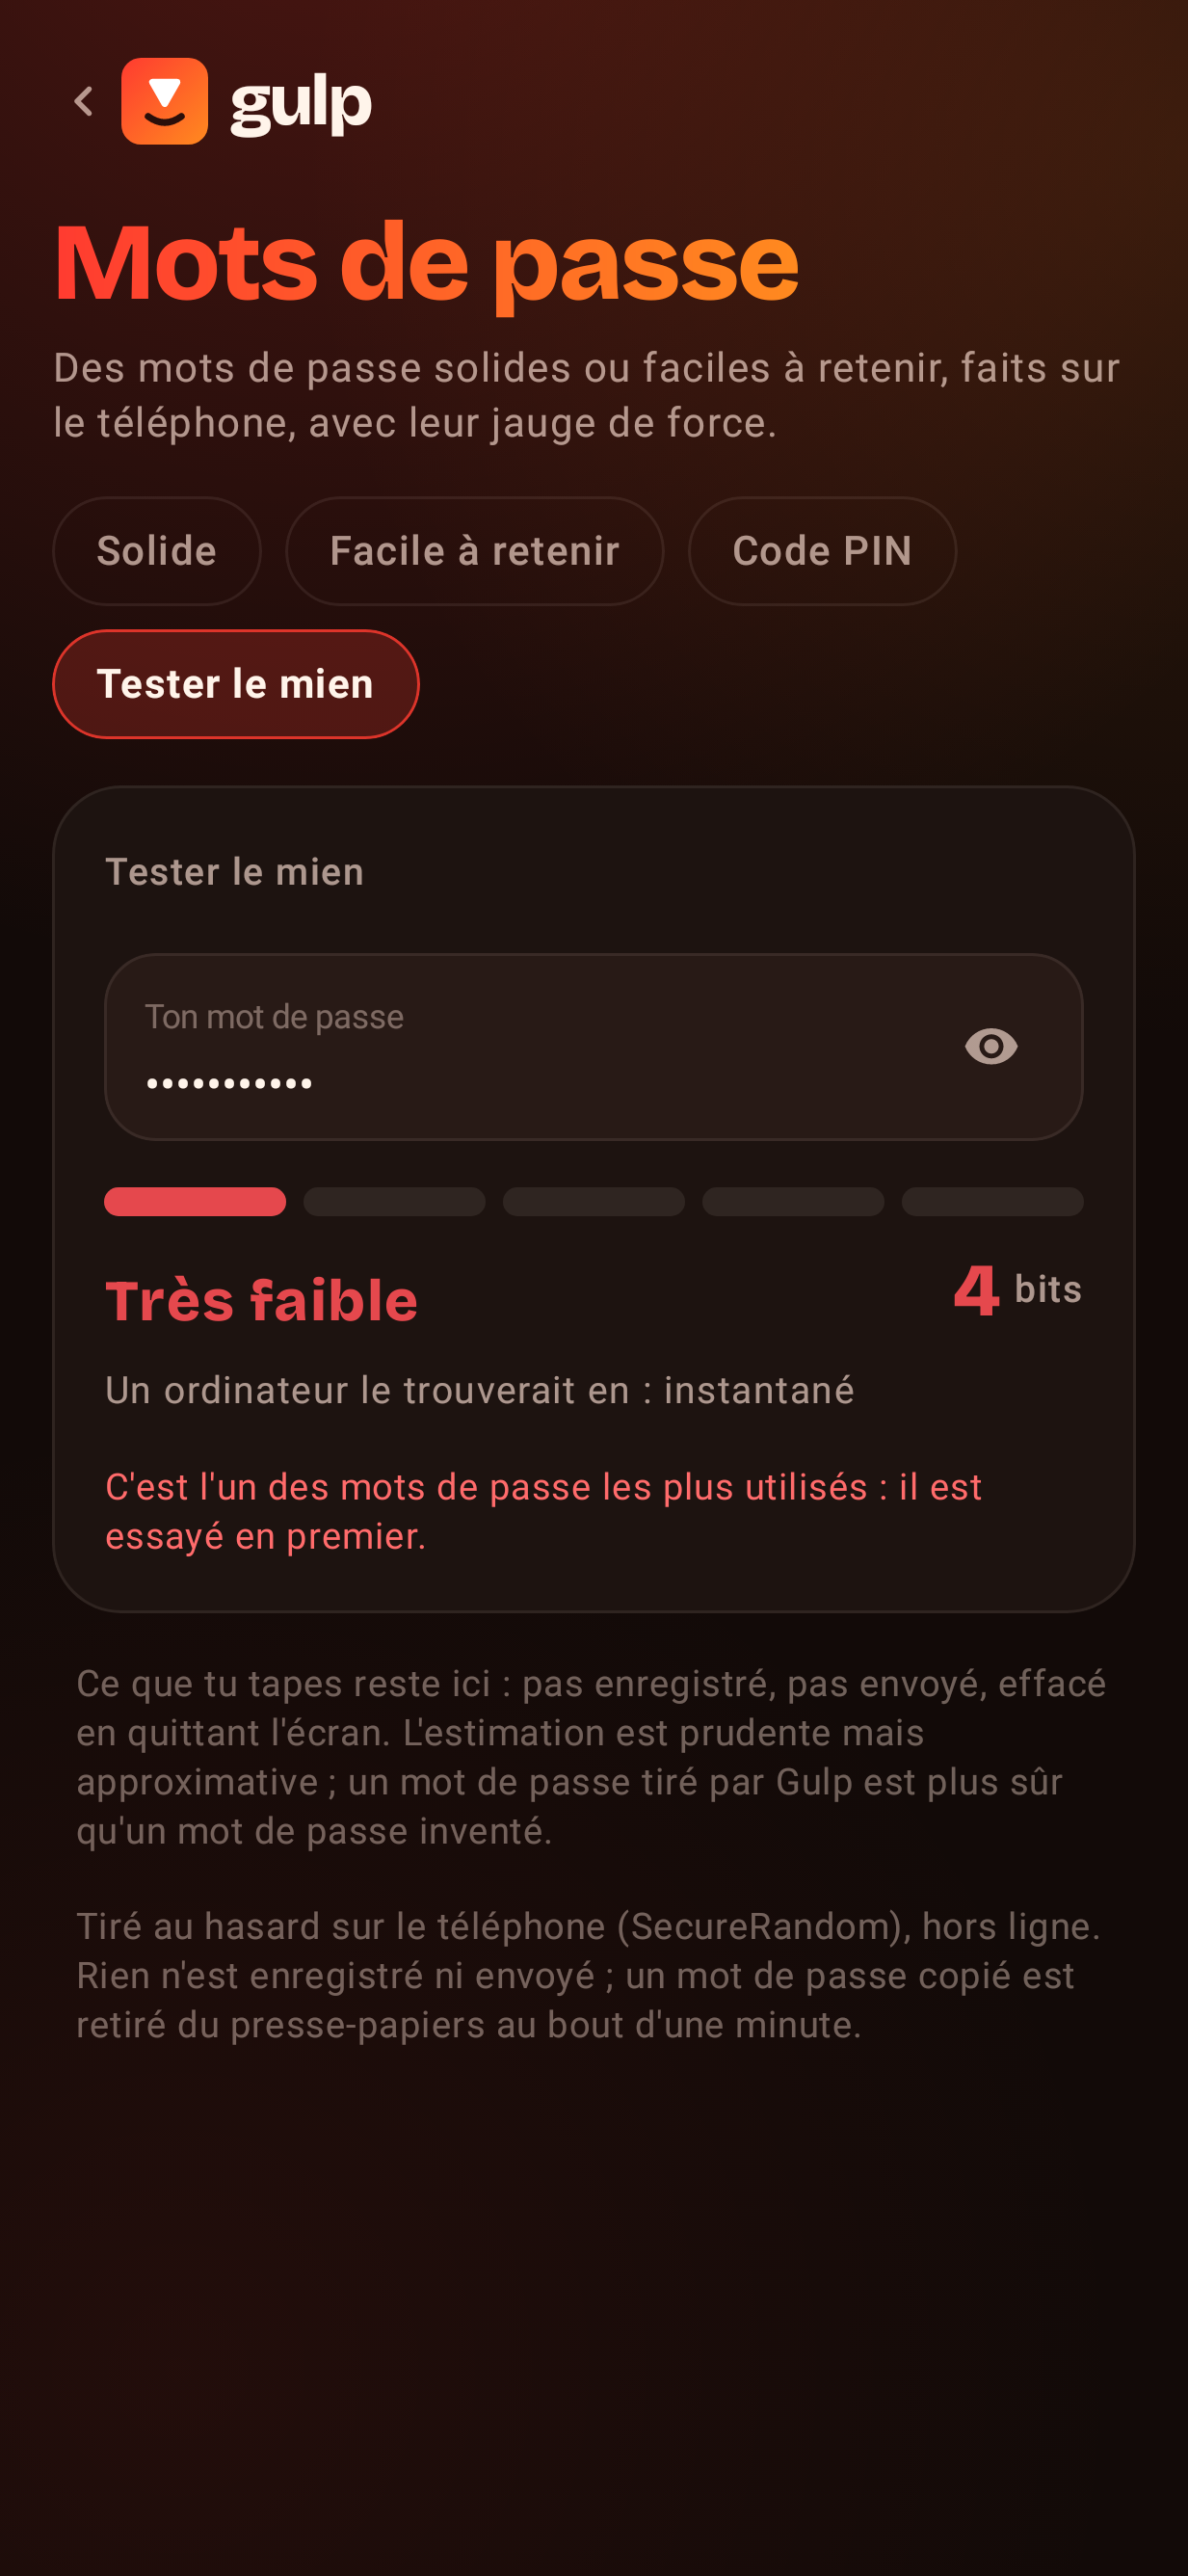 gulp
Mots de passe
Des mots de passe solides ou faciles à retenir, faits sur
le téléphone, avec leur jauge de force.
Solide
Facile à retenir
Code PIN
Tester le mien
Tester le mien
Ton mot de passe
•••••••••••
Très faible
4 bits
Un ordinateur le trouverait en : instantané
C'est l'un des mots de passe les plus utilisés : il est
essayé en premier.
Ce que tu tapes reste ici : pas enregistré, pas envoyé, effacé
en quittant l'écran. L'estimation est prudente mais
approximative ; un mot de passe tiré par Gulp est plus sûr
qu'un mot de passe inventé.
Tiré au hasard sur le téléphone (SecureRandom), hors ligne.
Rien n'est enregistré ni envoyé ; un mot de passe copié est
retiré du presse-papiers au bout d'une minute.